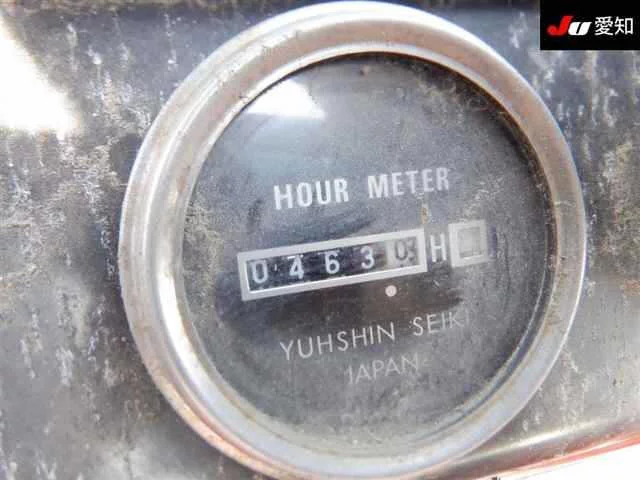 Ju 愛知
HOUR METER
04630 H
YUHSHIN SEIKI
JAPAN